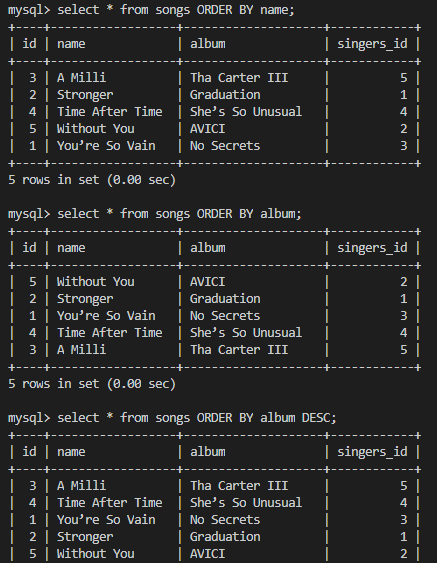 mysql> select * from songs ORDER BY name;
+----+-----------------+-------------------+------------+
| id | name            | album             | singers_id |
+----+-----------------+-------------------+------------+
|  3 | A Milli         | Tha Carter III    |          5 |
|  2 | Stronger        | Graduation        |          1 |
|  4 | Time After Time | She’s So Unusual  |          4 |
|  5 | Without You     | AVICI             |          2 |
|  1 | You’re So Vain  | No Secrets        |          3 |
+----+-----------------+-------------------+------------+
5 rows in set (0.00 sec)

mysql> select * from songs ORDER BY album;
+----+-----------------+-------------------+------------+
| id | name            | album             | singers_id |
+----+-----------------+-------------------+------------+
|  5 | Without You     | AVICI             |          2 |
|  2 | Stronger        | Graduation        |          1 |
|  1 | You’re So Vain  | No Secrets        |          3 |
|  4 | Time After Time | She’s So Unusual  |          4 |
|  3 | A Milli         | Tha Carter III    |          5 |
+----+-----------------+-------------------+------------+
5 rows in set (0.00 sec)

mysql> select * from songs ORDER BY album DESC;
+----+-----------------+-------------------+------------+
| id | name            | album             | singers_id |
+----+-----------------+-------------------+------------+
|  3 | A Milli         | Tha Carter III    |          5 |
|  4 | Time After Time | She’s So Unusual  |          4 |
|  1 | You’re So Vain  | No Secrets        |          3 |
|  2 | Stronger        | Graduation        |          1 |
|  5 | Without You     | AVICI             |          2 |